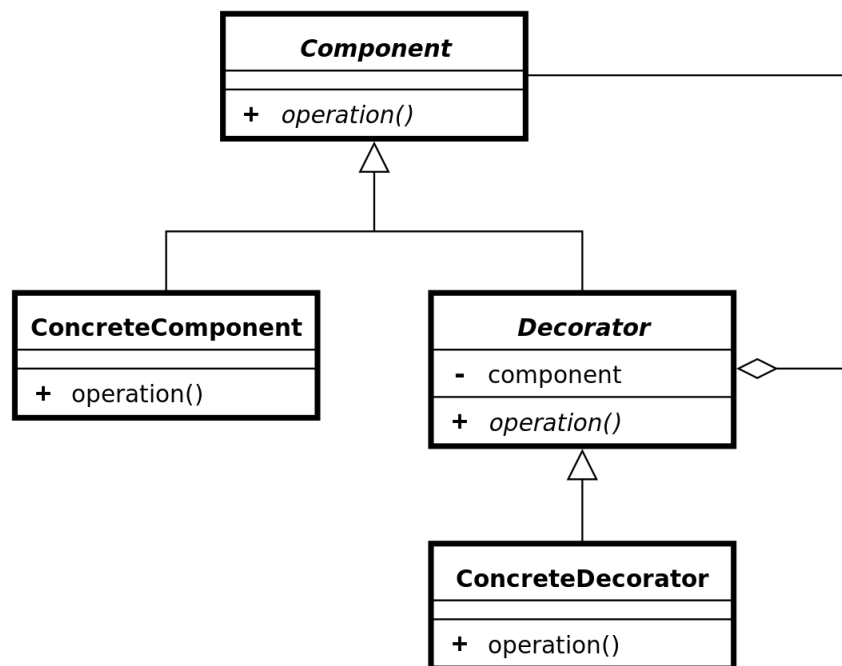 Component
+ operation()
ConcreteComponent
+ operation()
Decorator
- component
+ operation()
ConcreteDecorator
+ operation()